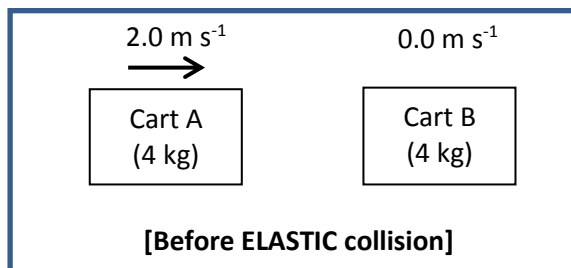 2.0 m s⁻¹ 0.0 m s⁻¹
Cart A Cart B
(4 kg) (4 kg)
[Before ELASTIC collision]